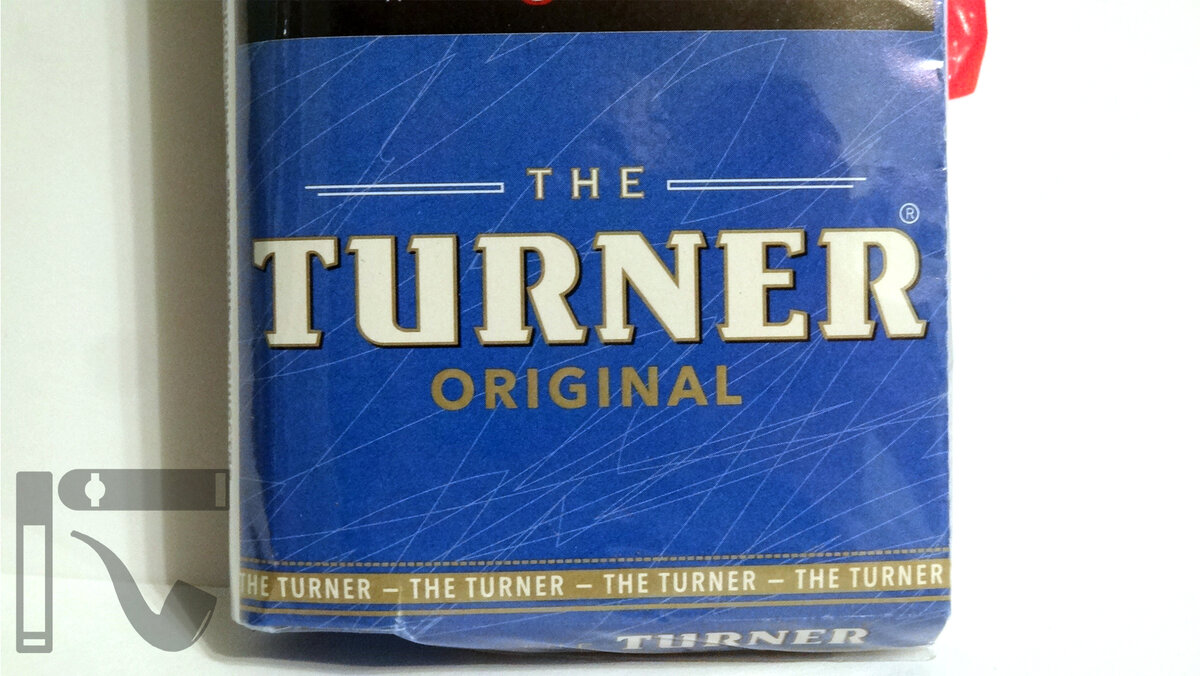 THE
TURNER®
ORIGINAL
THE TURNER – THE TURNER – THE TURNER – THE TURNER
TURNER